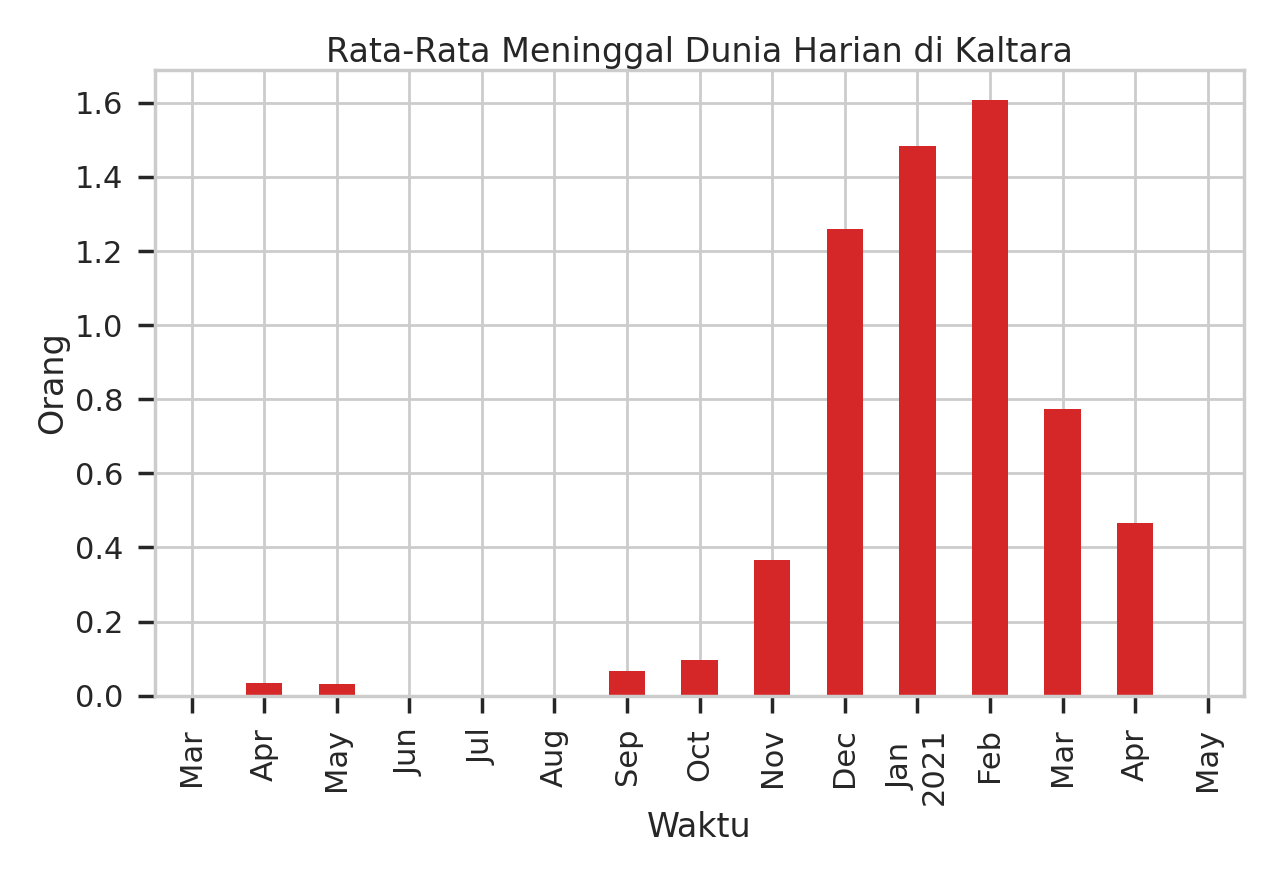 Rata-Rata Meninggal Dunia Harian di Kaltara
1.6
1.4
1.2
1.0
0.8
0.6
0.4
0.2
0.0
Orang
Mar
Apr
May
Jun
Jul
Aug
Sep
Oct
Nov
Dec
Jan
2021
Feb
Mar
Apr
May
Waktu